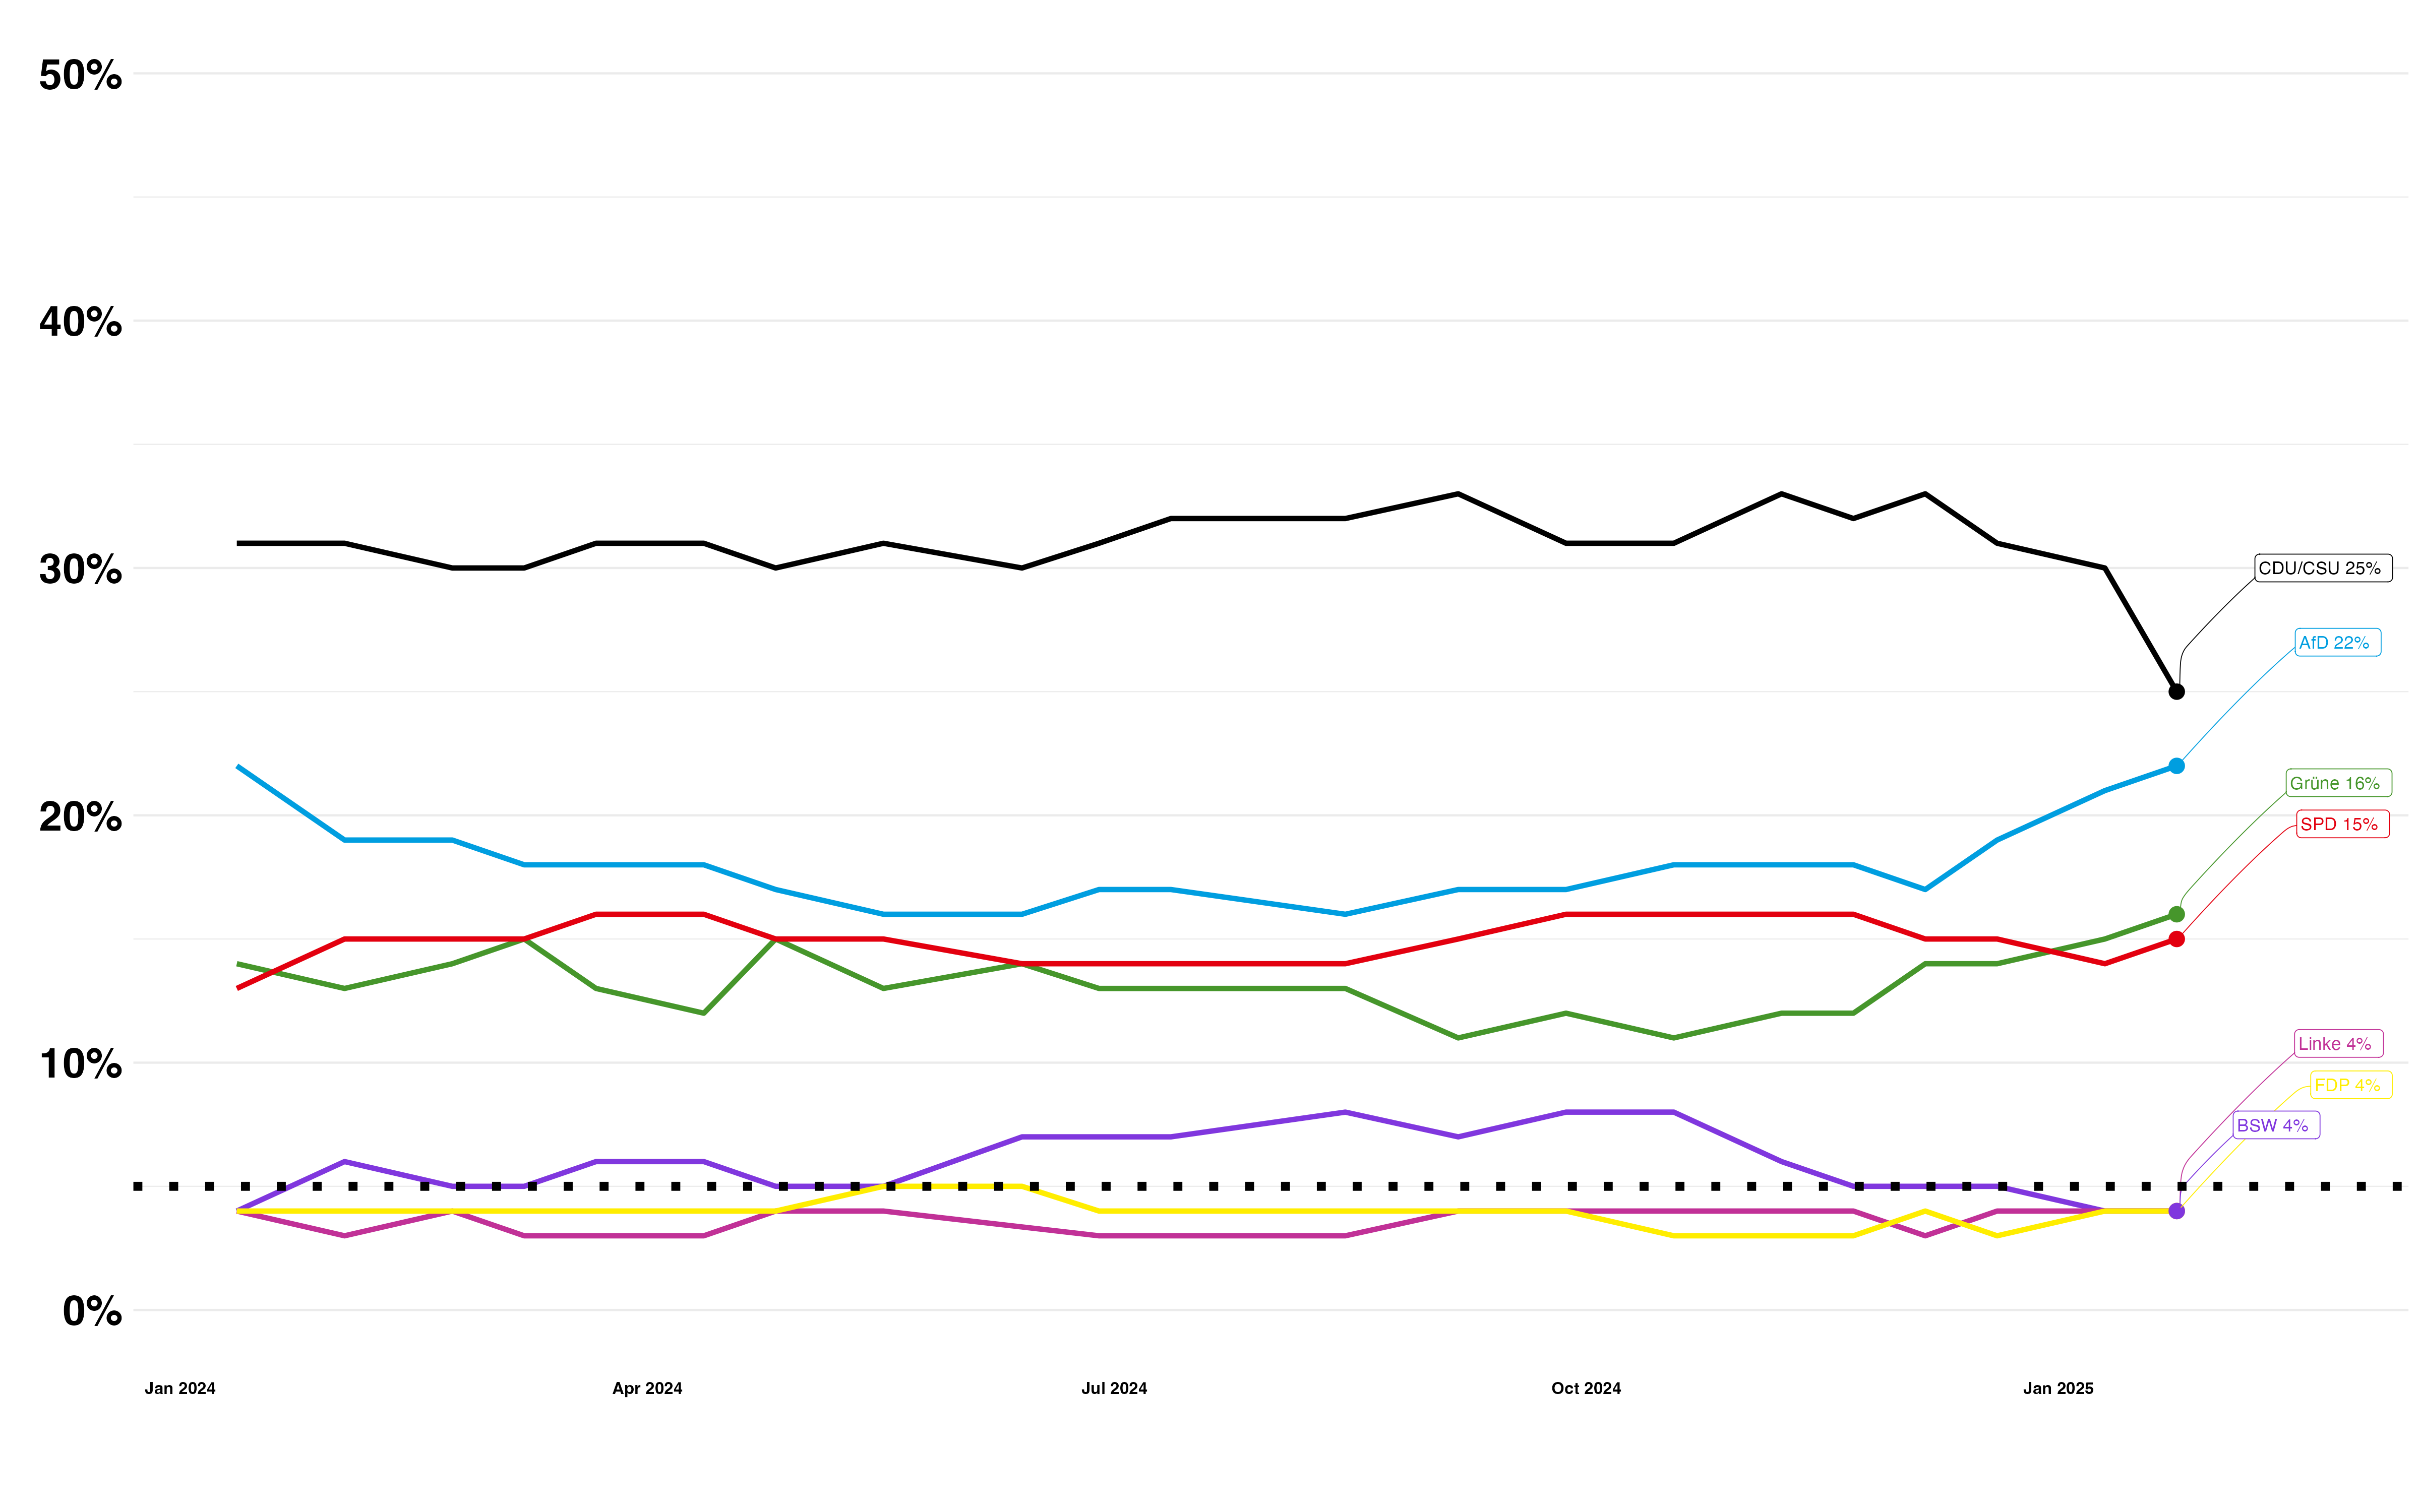 50%
40%
30%
20%
10%
0%
CDU/CSU 25%
AfD 22%
Grüne 16%
SPD 15%
Linke 4%
FDP 4%
BSW 4%
Jan 2024
Apr 2024
Jul 2024
Oct 2024
Jan 2025